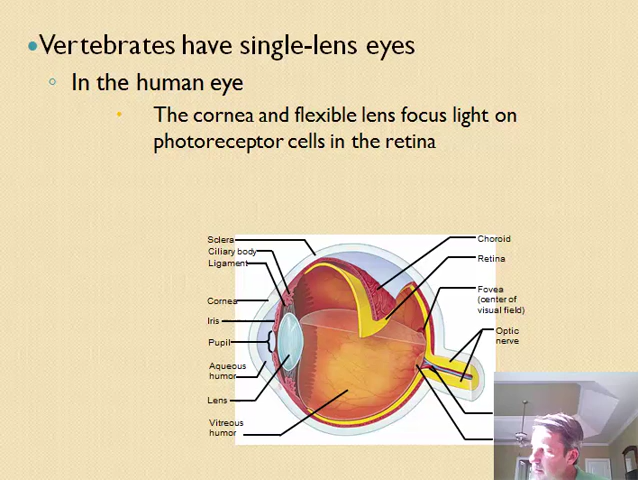 Vertebrates have single-lens eyes
In the human eye
The cornea and flexible lens focus light on
photoreceptor cells in the retina
Sclera
Ciliary body
Ligament
Cornea
Iris
Pupil
Aqueous
humor
Lens
Vitreous
humor
Choroid
Retina
Fovea
(center of
visual field)
Optic
nerve